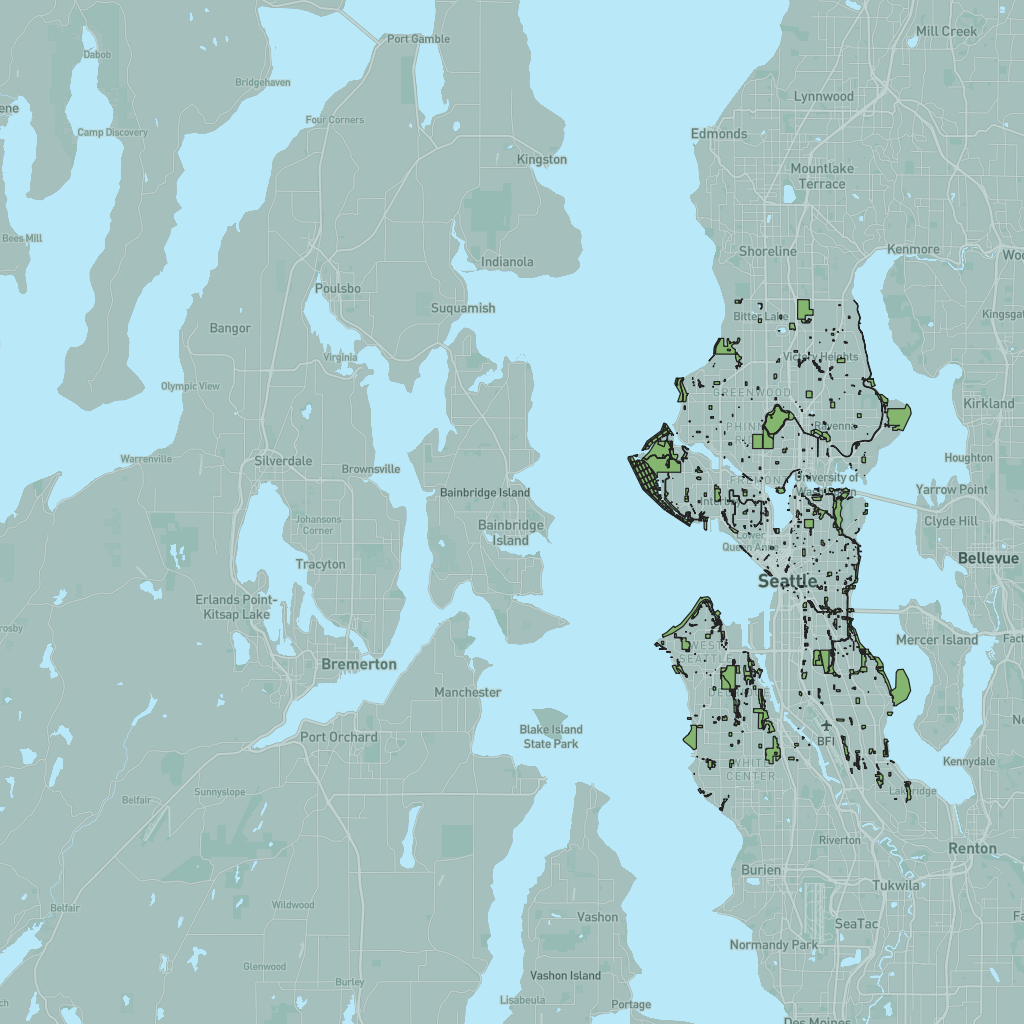 Mill Creek
Port Gamble
Dabob
Bridgehaven
Lynnwood
ene
Four Corners
Camp Discovery
Edmonds
Kingston
Mountlake
Terrace
Bees Mill
Shoreline
Kenmore
Woo
Indianola
Poulsbo
Suquamish
Bitter Lake
Kingsgat
Bangor
Virginia
Victory Heights
Olympic View
GREENWOOD
Kirkland
Ravenna
Warrenville
Silverdale
Brownsville
Houghton
FREMONT
University of
Bainbridge Island
Yarrow Point
Johansons
Corner
Bainbridge
Island
Clyde Hill
Lower
Queen Anne
Bellevue
Tracyton
Seattle
Erlands Point-
Kitsap Lake
rosby
Mercer Island
Fact
WEST
SEATTLE
Bremerton
Manchester
Ne
Blake Island
State Park
Port Orchard
BFI
Kennydale
WHITE
CENTER
Sunnyslope
Belfair
Lakeridge
Riverton
Renton
Burien
Tukwila
Belfair
Wildwood
Vashon
SeaTac
Fa
Normandy Park
Glenwood
Vashon Island
Burley
Lisabeula
Portage
ch
Des Moines